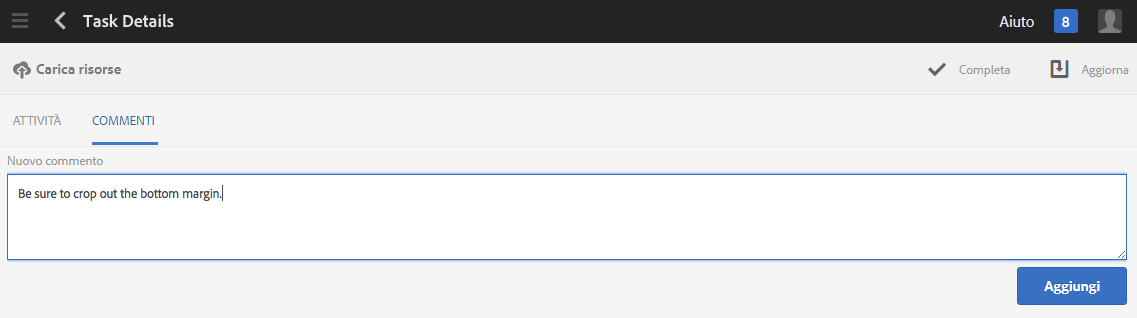 Task Details
Aiuto
8
Carica risorse
Completa
Aggiorna
ATTIVITÀ
COMMENTI
Nuovo commento
Be sure to crop out the bottom margin.
Aggiungi